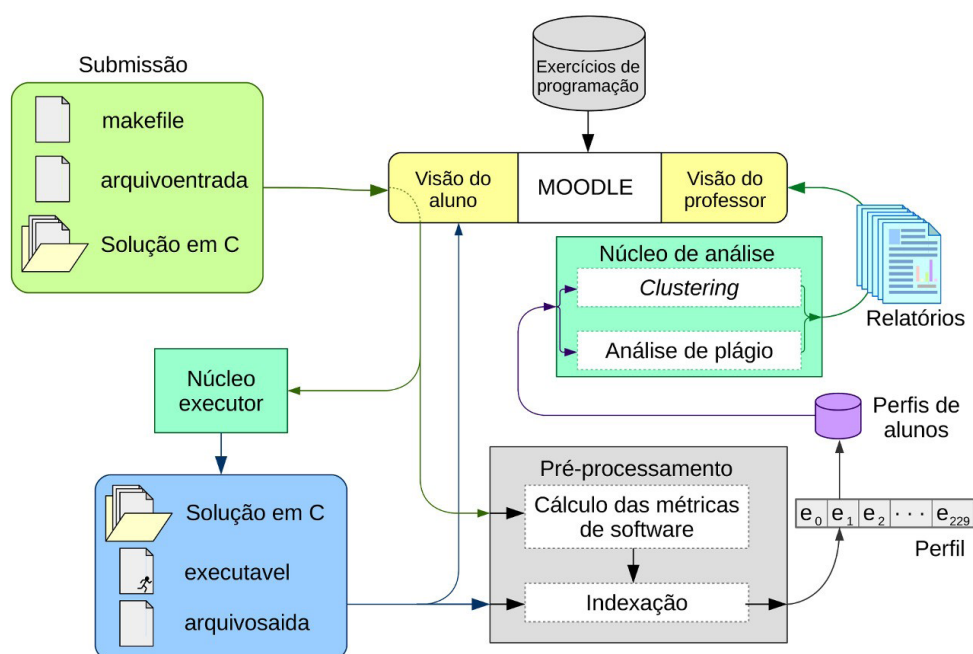 Submissão
makefile
arquivoentrada
Solução em C
Exercícios de
programação
Visão do
aluno
MOODLE
Visão do
professor
Núcleo de análise
Clustering
Análise de plágio
Relatórios
Núcleo
executor
Perfis de
alunos
Solução em C
executavel
arquivosaida
Pré-processamento
Cálculo das métricas
de software
Indexação
e0 e1 e2 · · · e229
Perfil